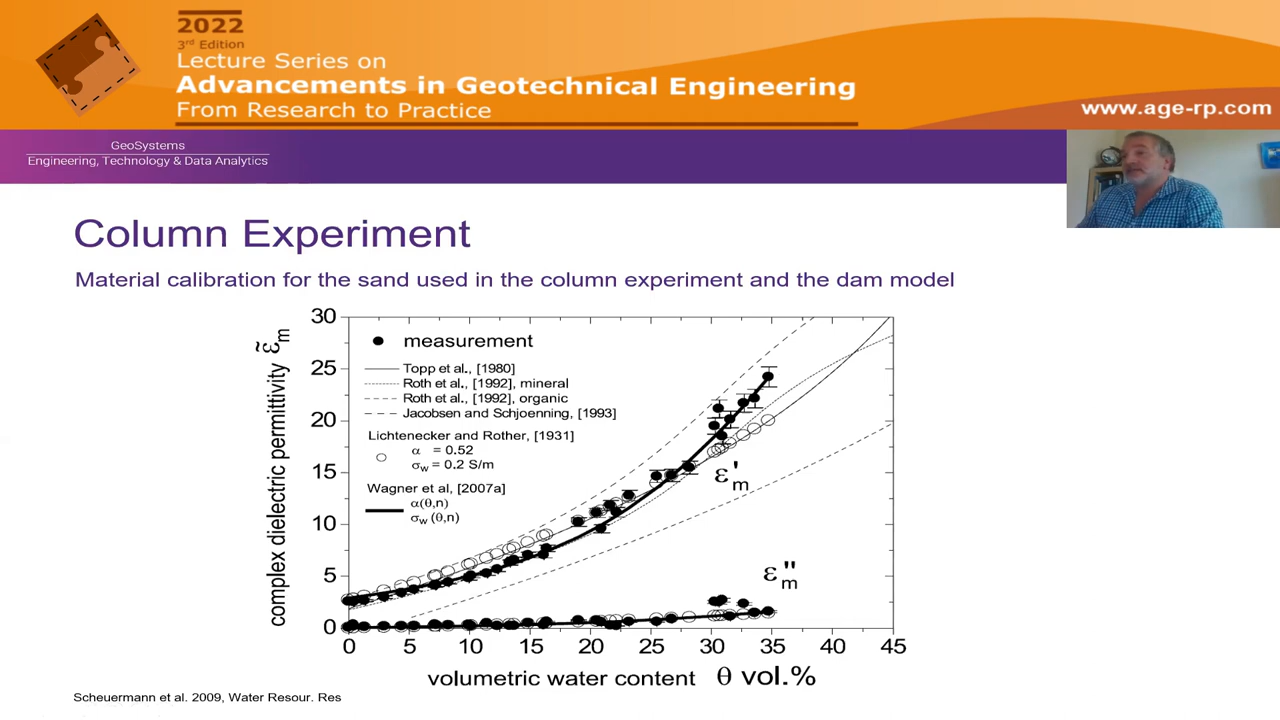 2022
3rd Edition
Lecture Series on
Advancements in Geotechnical Engineering
From Research to Practice
www.age-rp.com
GeoSystems
Engineering, Technology & Data Analytics
Column Experiment
Material calibration for the sand used in the column experiment and the dam model
complex dielectric permittivity ε̃m
30
25
20
15
10
5
0
measurement
Topp et al., [1980]
Roth et al., [1992], mineral
Roth et al., [1992], organic
Jacobsen and Schjoenning, [1993]
Lichtenecker and Rother, [1931]
α = 0.52
σw = 0.2 S/m
Wagner et al, [2007a]
α(θ,n)
σw(θ,n)
εm'
εm''
0 5 10 15 20 25 30 35 40 45
volumetric water content θ vol.%
Scheuermann et al. 2009, Water Resour. Res